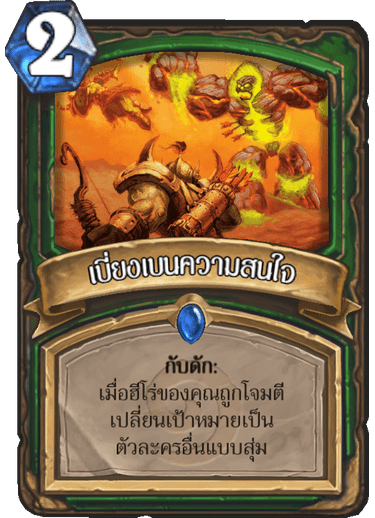 2
เบี่ยงเบนความสนใจ
กับดัก:
เมื่อฮีโร่ของคุณถูกโจมตี
เปลี่ยนเป้าหมายเป็น
ตัวละครอื่นแบบสุ่ม